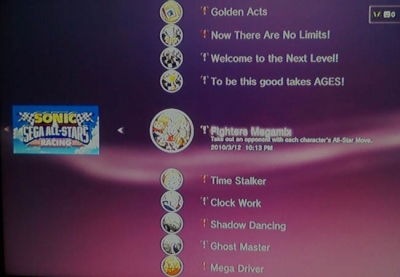 Golden Acts
Now There Are No Limits!
Welcome to the Next Level!
To be this good takes AGES!
SONIC
SEGA ALL-STARS
RACING
Fighters Megamix
Take out an opponent with each character's All-Star Move.
2010/3/12 10:13 PM
Time Stalker
Clock Work
Shadow Dancing
Ghost Master
Mega Driver